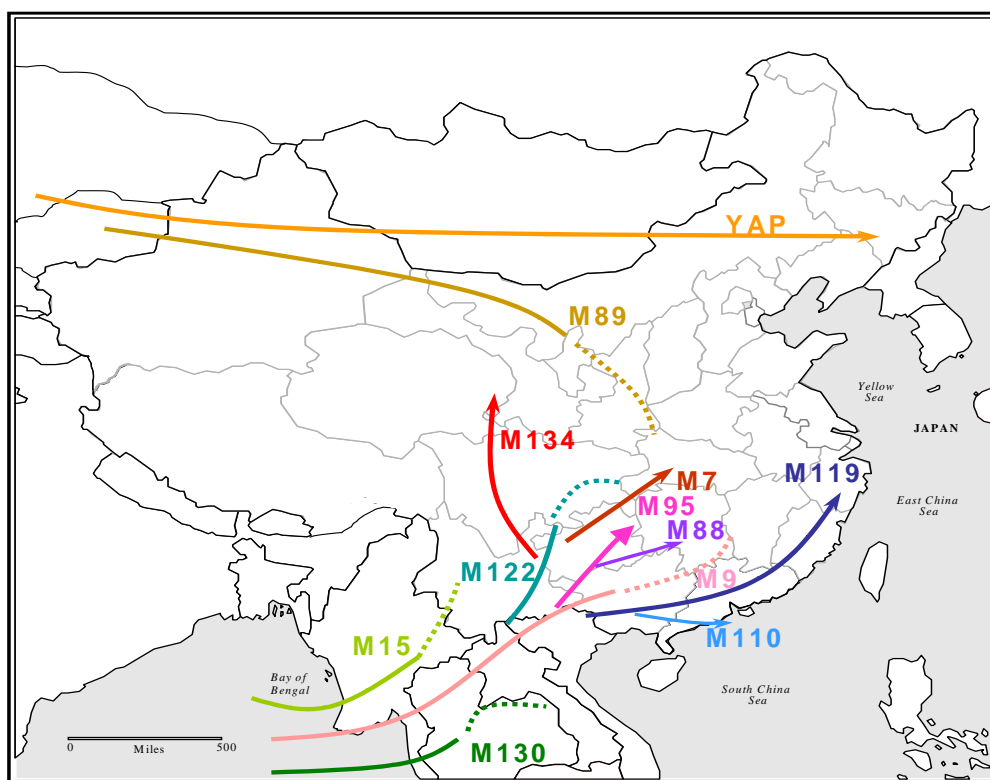 YAP
M89
Yellow
Sea
JAPAN
M134
M119
M7
M95
East China
Sea
M88
M122
M9
M15
M110
Bay of
Bengal
South China
Sea
0 500
Miles
M130